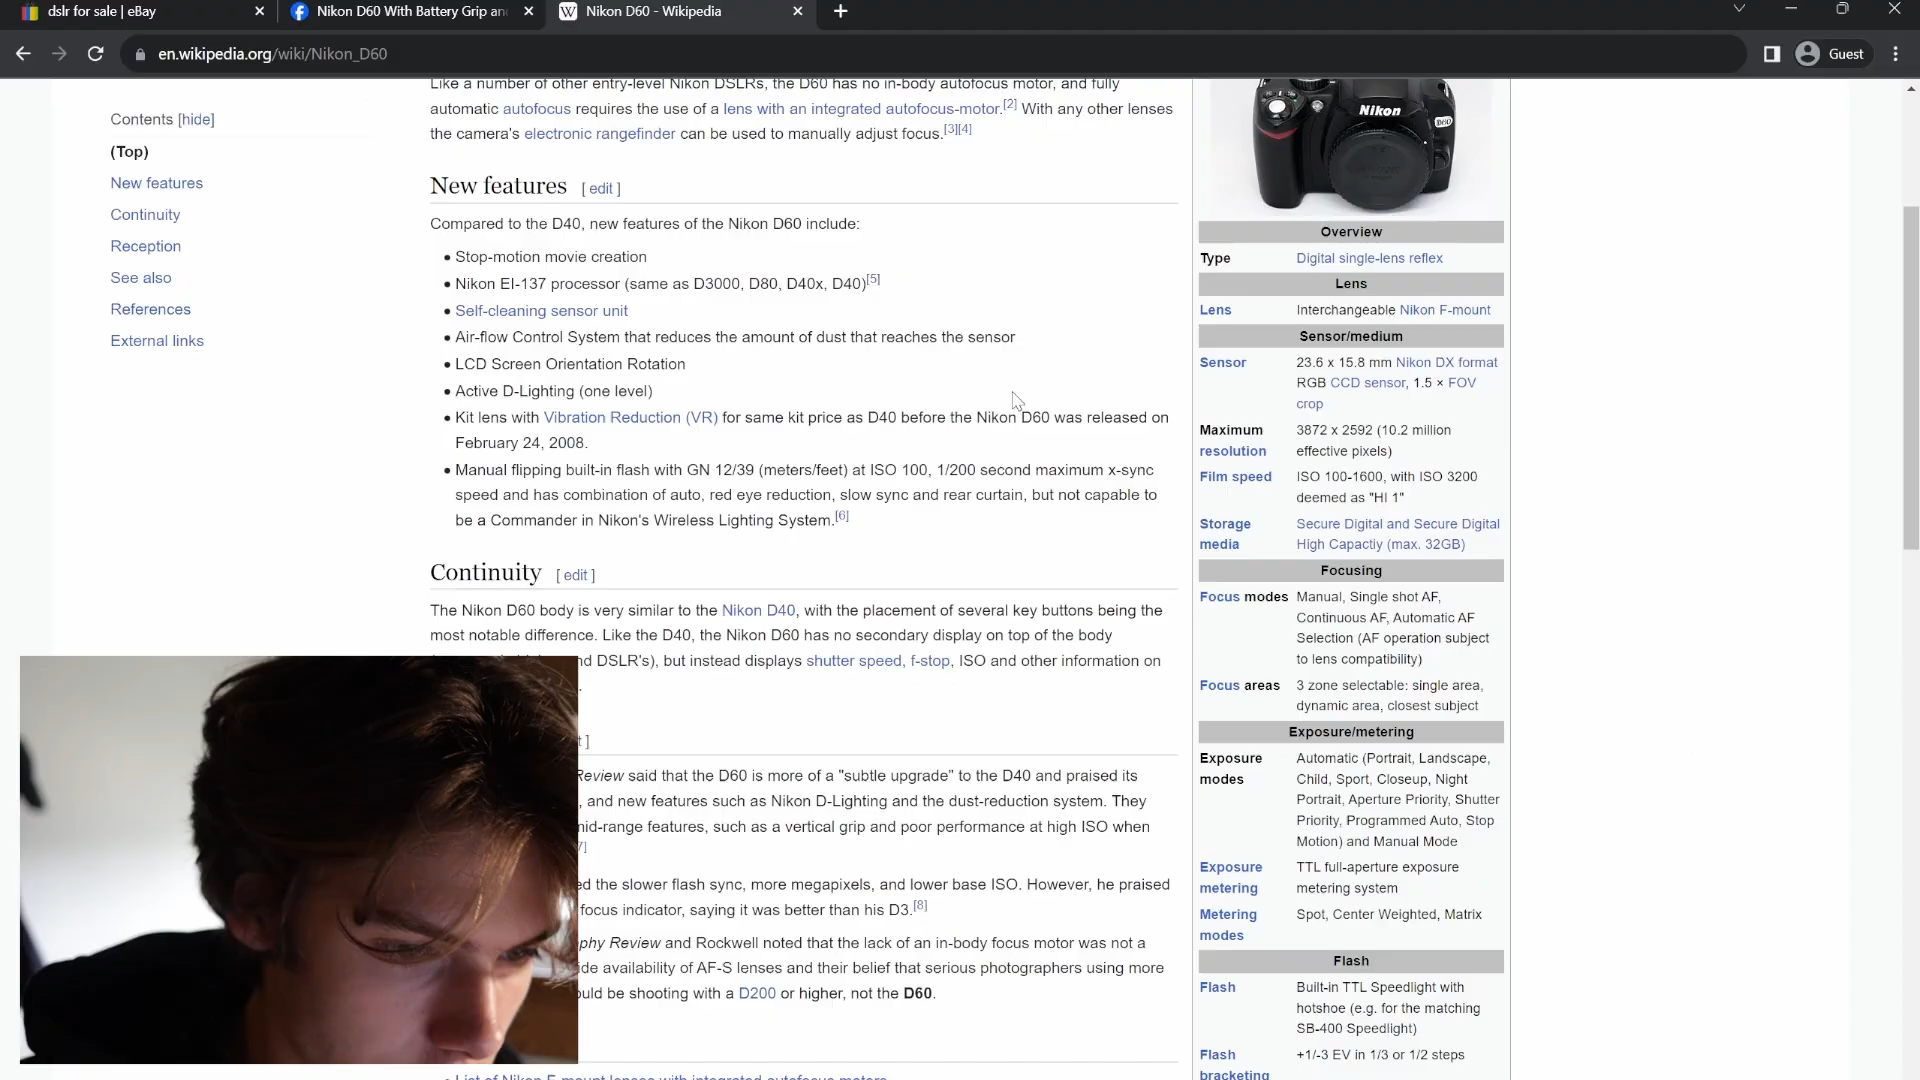 dslr for sale | eBay
Nikon D60 With Battery Grip an
Nikon D60 - Wikipedia
en.wikipedia.org/wiki/Nikon_D60
Guest
Contents [hide]
(Top)
New features
Continuity
Reception
See also
References
External links
Like a number of other entry-level Nikon DSLRs, the D60 has no in-body autofocus motor, and fully
automatic autofocus requires the use of a lens with an integrated autofocus-motor.[2] With any other lenses
the camera's electronic rangefinder can be used to manually adjust focus.[3][4]
New features [ edit ]
Compared to the D40, new features of the Nikon D60 include:
• Stop-motion movie creation
• Nikon EI-137 processor (same as D3000, D80, D40x, D40)[5]
• Self-cleaning sensor unit
• Air-flow Control System that reduces the amount of dust that reaches the sensor
• LCD Screen Orientation Rotation
• Active D-Lighting (one level)
• Kit lens with Vibration Reduction (VR) for same kit price as D40 before the Nikon D60 was released on
February 24, 2008.
• Manual flipping built-in flash with GN 12/39 (meters/feet) at ISO 100, 1/200 second maximum x-sync
speed and has combination of auto, red eye reduction, slow sync and rear curtain, but not capable to
be a Commander in Nikon's Wireless Lighting System.[6]
Continuity [ edit ]
The Nikon D60 body is very similar to the Nikon D40, with the placement of several key buttons being the
most notable difference. Like the D40, the Nikon D60 has no secondary display on top of the body
nd DSLR's), but instead displays shutter speed, f-stop, ISO and other information on
.
t ]
Review said that the D60 is more of a "subtle upgrade" to the D40 and praised its
, and new features such as Nikon D-Lighting and the dust-reduction system. They
mid-range features, such as a vertical grip and poor performance at high ISO when
7]
ed the slower flash sync, more megapixels, and lower base ISO. However, he praised
focus indicator, saying it was better than his D3.[8]
phy Review and Rockwell noted that the lack of an in-body focus motor was not a
ide availability of AF-S lenses and their belief that serious photographers using more
ould be shooting with a D200 or higher, not the D60.
• List of Nikon F-mount lenses with integrated autofocus motors
Nikon
D60
Overview
Type Digital single-lens reflex
Lens
Lens Interchangeable Nikon F-mount
Sensor/medium
Sensor 23.6 x 15.8 mm Nikon DX format
RGB CCD sensor, 1.5 × FOV
crop
Maximum 3872 x 2592 (10.2 million
resolution effective pixels)
Film speed ISO 100-1600, with ISO 3200
deemed as "HI 1"
Storage Secure Digital and Secure Digital
media High Capactiy (max. 32GB)
Focusing
Focus modes Manual, Single shot AF,
Continuous AF, Automatic AF
Selection (AF operation subject
to lens compatibility)
Focus areas 3 zone selectable: single area,
dynamic area, closest subject
Exposure/metering
Exposure Automatic (Portrait, Landscape,
modes Child, Sport, Closeup, Night
Portrait, Aperture Priority, Shutter
Priority, Programmed Auto, Stop
Motion) and Manual Mode
Exposure TTL full-aperture exposure
metering metering system
Metering Spot, Center Weighted, Matrix
modes
Flash
Flash Built-in TTL Speedlight with
hotshoe (e.g. for the matching
SB-400 Speedlight)
Flash +1/-3 EV in 1/3 or 1/2 steps
bracketing